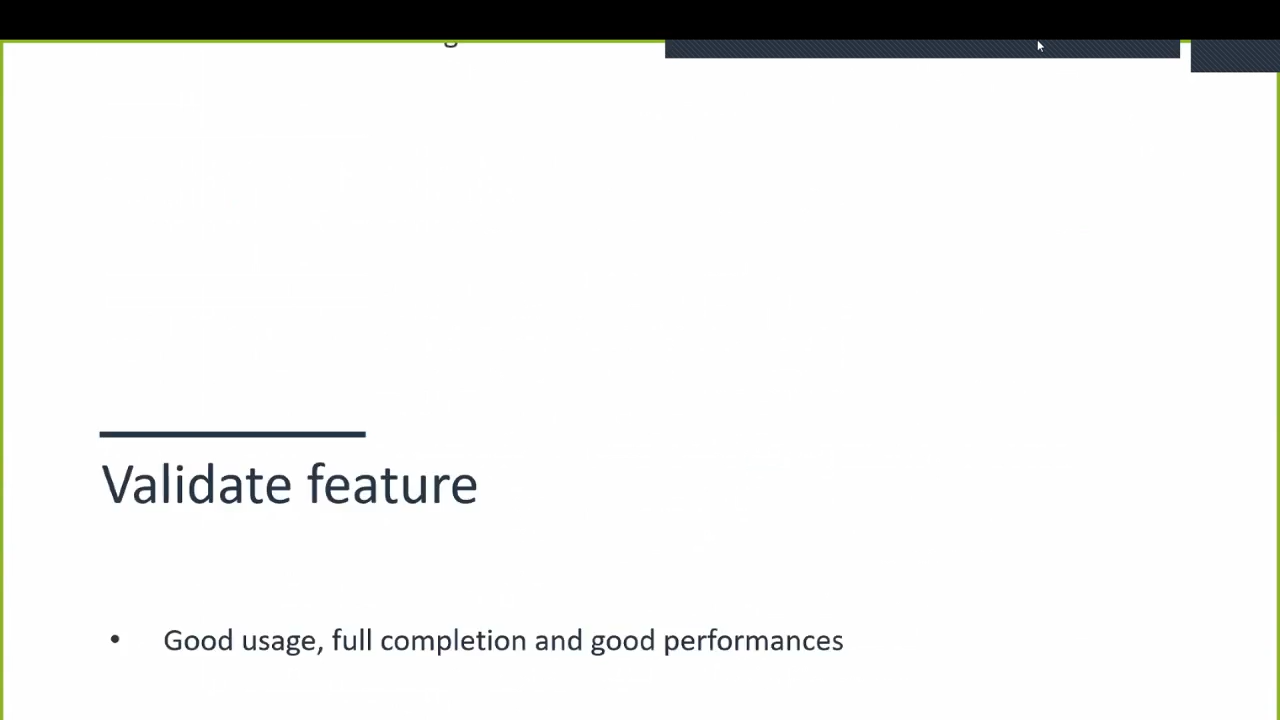 Validate feature
• Good usage, full completion and good performances